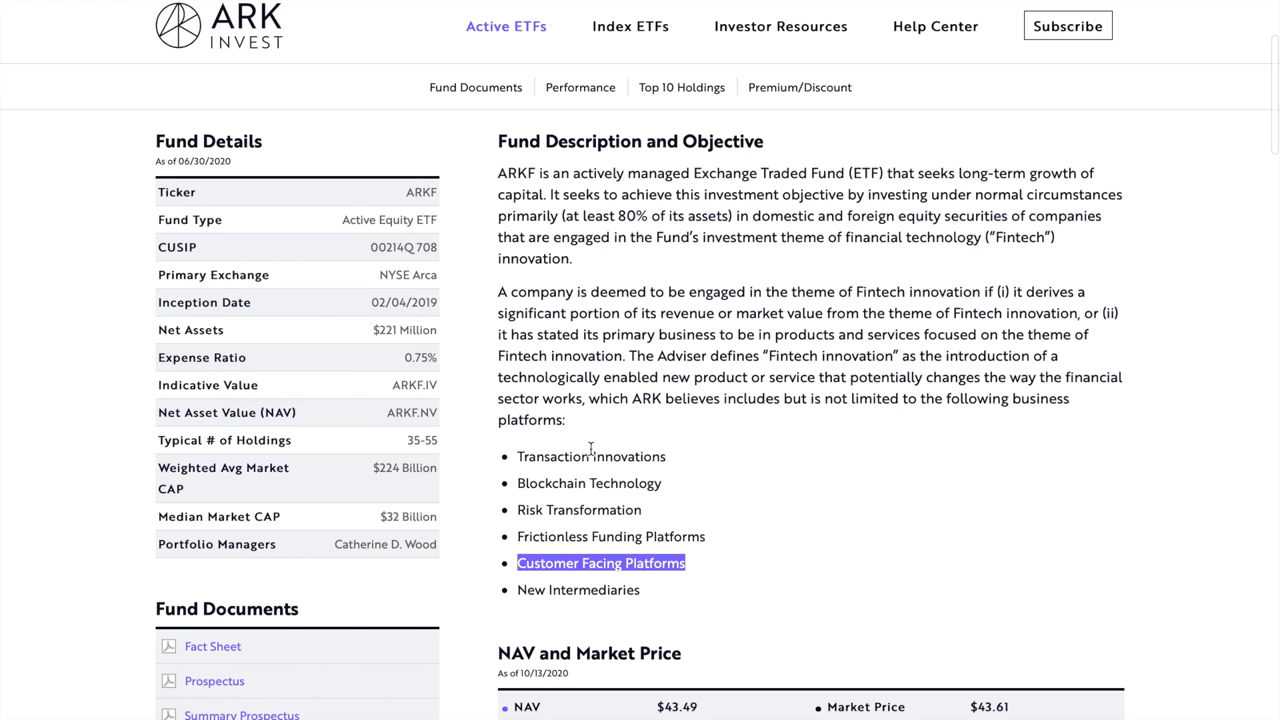 ARK
INVEST
Active ETFs
Index ETFs
Investor Resources
Help Center
Subscribe
Fund Documents
Performance
Top 10 Holdings
Premium/Discount
Fund Details
As of 06/30/2020
Ticker ARKF
Fund Type Active Equity ETF
CUSIP 00214Q 708
Primary Exchange NYSE Arca
Inception Date 02/04/2019
Net Assets $221 Million
Expense Ratio 0.75%
Indicative Value ARKF.IV
Net Asset Value (NAV) ARKF.NV
Typical # of Holdings 35-55
Weighted Avg Market $224 Billion
CAP
Median Market CAP $32 Billion
Portfolio Managers Catherine D. Wood
Fund Documents
Fact Sheet
Prospectus
Summary Prospectus
Fund Description and Objective
ARKF is an actively managed Exchange Traded Fund (ETF) that seeks long-term growth of
capital. It seeks to achieve this investment objective by investing under normal circumstances
primarily (at least 80% of its assets) in domestic and foreign equity securities of companies
that are engaged in the Fund’s investment theme of financial technology (“Fintech”)
innovation.
A company is deemed to be engaged in the theme of Fintech innovation if (i) it derives a
significant portion of its revenue or market value from the theme of Fintech innovation, or (ii)
it has stated its primary business to be in products and services focused on the theme of
Fintech innovation. The Adviser defines “Fintech innovation” as the introduction of a
technologically enabled new product or service that potentially changes the way the financial
sector works, which ARK believes includes but is not limited to the following business
platforms:
• Transaction Innovations
• Blockchain Technology
• Risk Transformation
• Frictionless Funding Platforms
• Customer Facing Platforms
• New Intermediaries
NAV and Market Price
As of 10/13/2020
• NAV $43.49 • Market Price $43.61